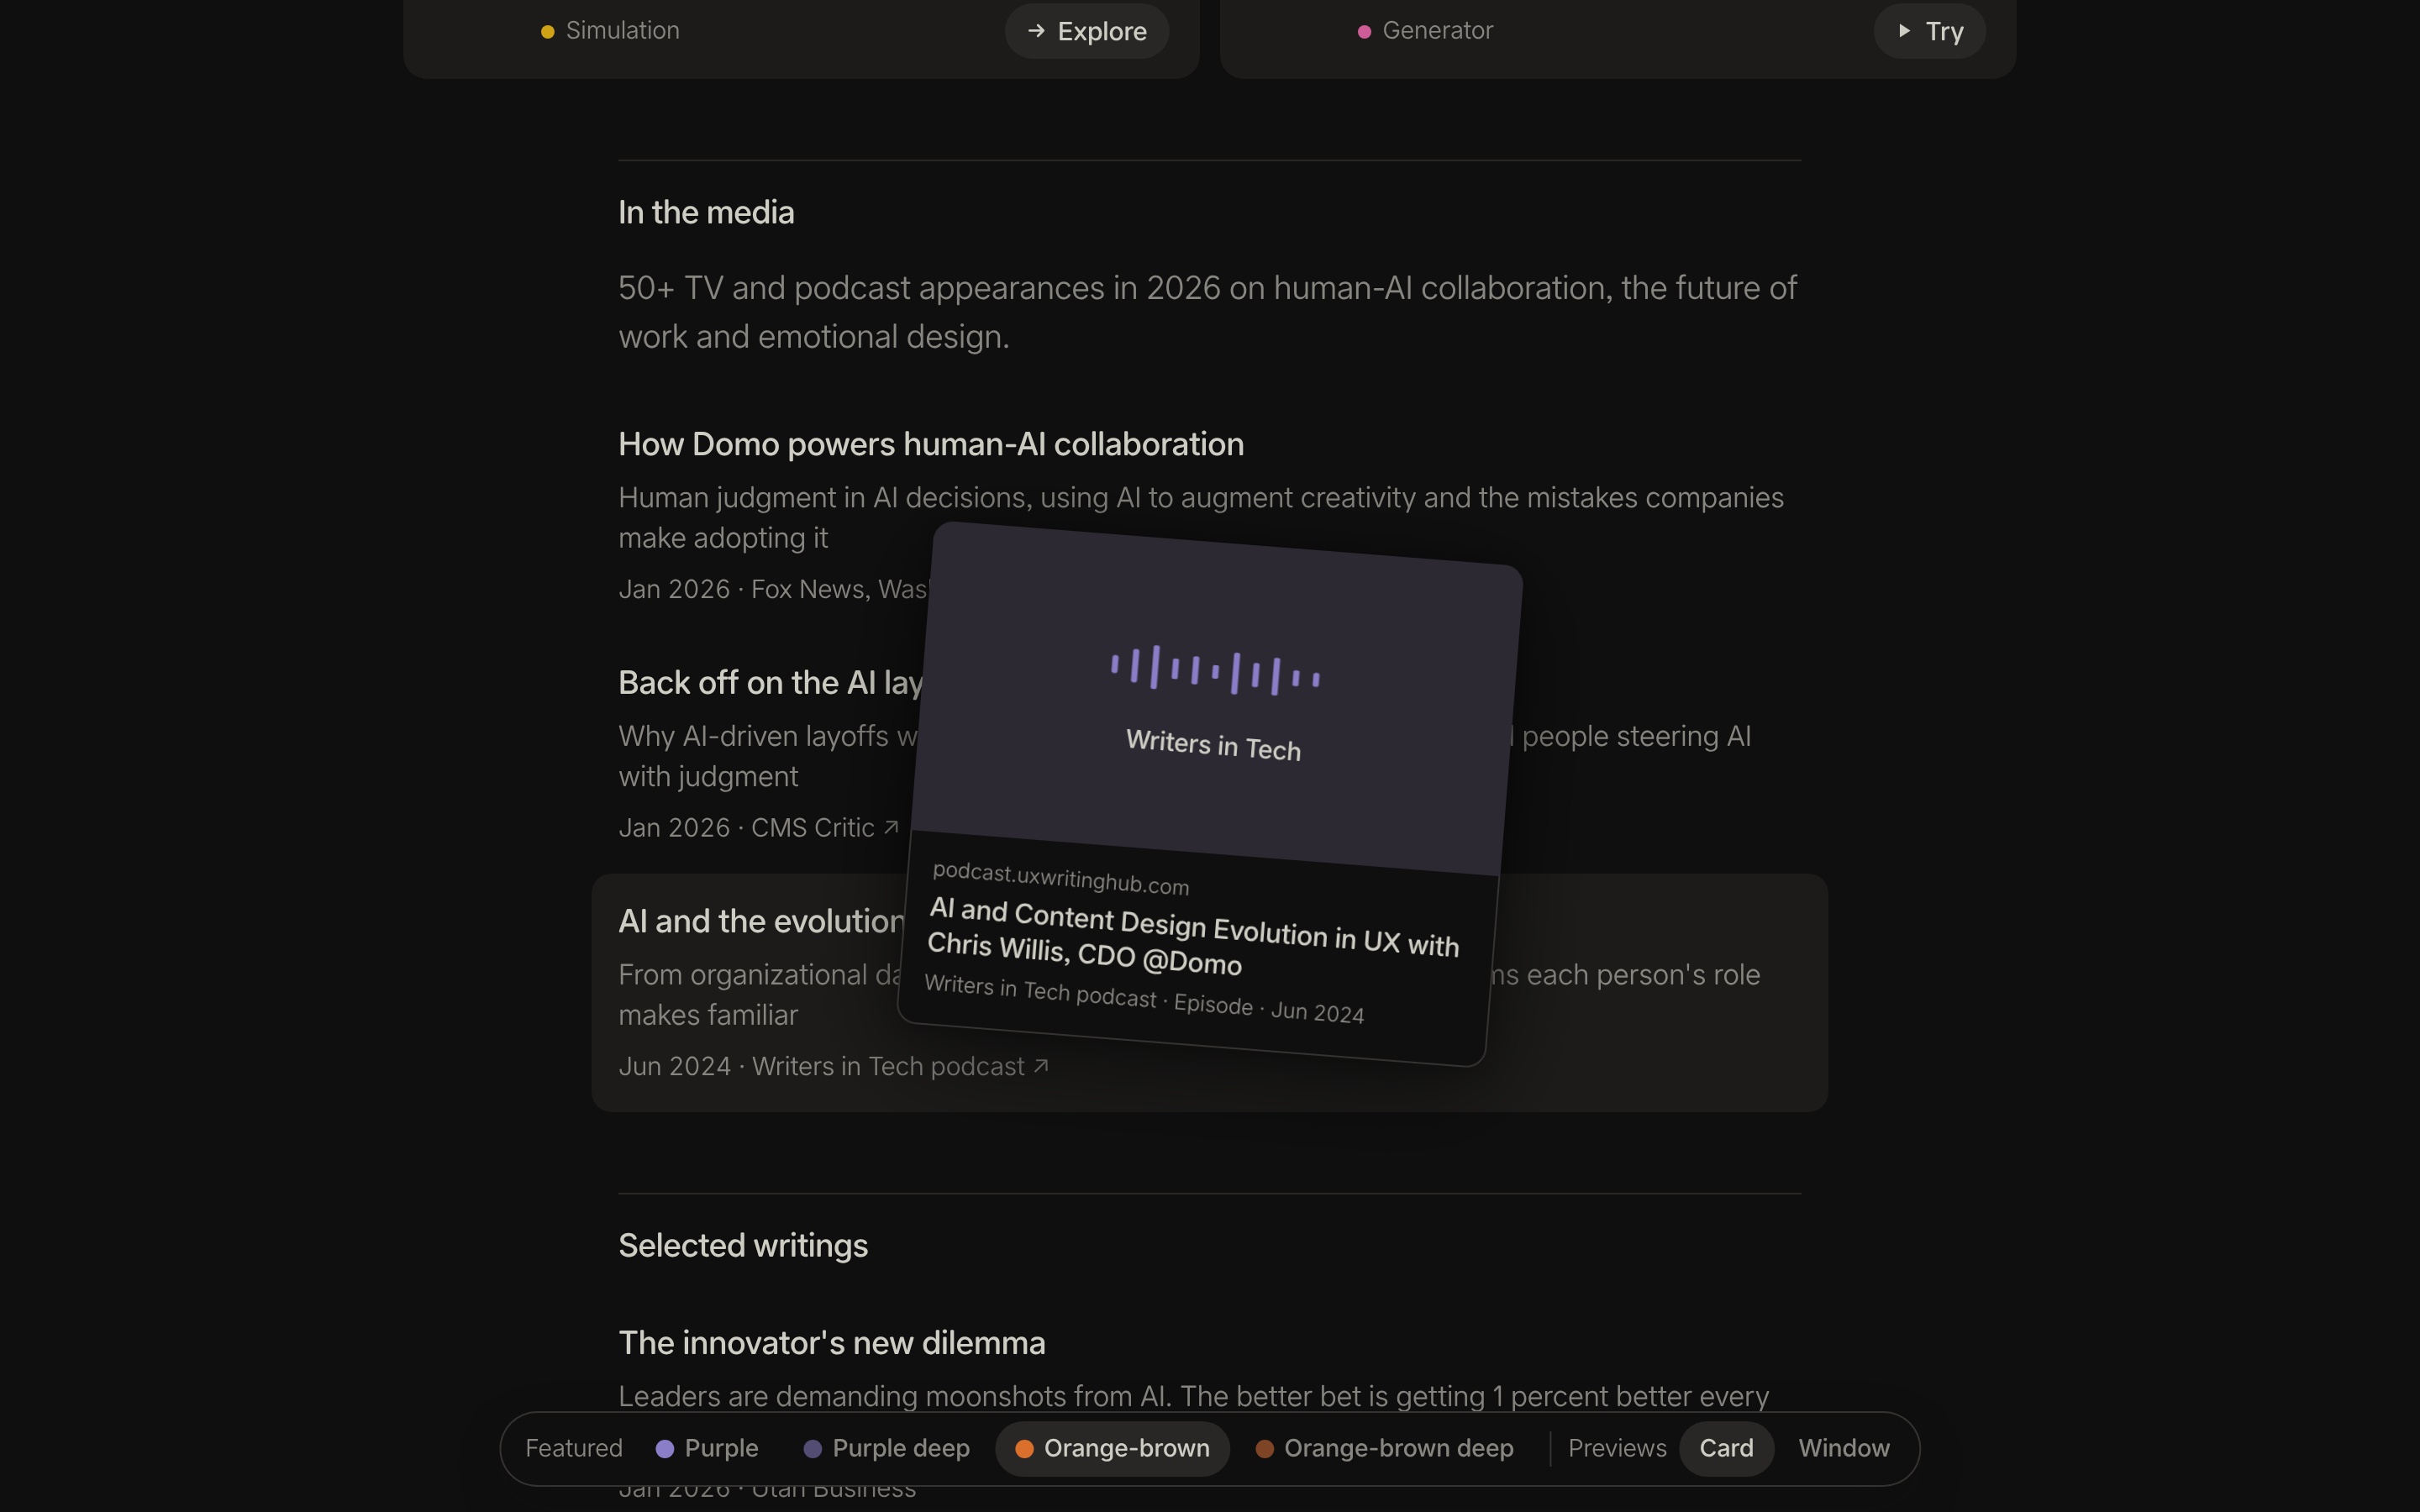 Simulation
Explore
Generator
Try
In the media
50+ TV and podcast appearances in 2026 on human-AI collaboration, the future of
work and emotional design.
How Domo powers human-AI collaboration
Human judgment in AI decisions, using AI to augment creativity and the mistakes companies
make adopting it
Jan 2026 · Fox News,
Back off on the AI
Why AI-driven layoffs
people steering AI
with judgment
Jan 2026 · CMS Critic ↗
AI and the evolution
From organizational
each person's role
makes familiar
Jun 2024 · Writers in Tech podcast ↗
Writers in Tech
podcast.uxwritinghub.com
AI and Content Design Evolution in UX with
Chris Willis, CDO @Domo
Writers in Tech podcast · Episode · Jun 2024
Selected writings
The innovator's new dilemma
Leaders are demanding moonshots from AI. The better bet is getting 1 percent better every
Jan 2026 · Utah Business
Featured
Purple
Purple deep
Orange-brown
Orange-brown deep
Previews
Card
Window